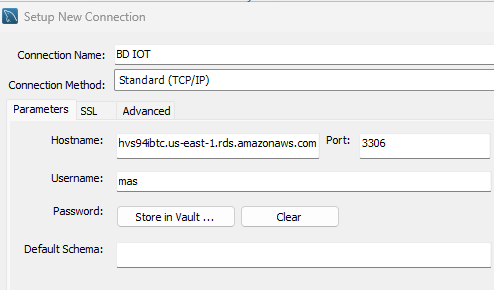 Setup New Connection
Connection Name: BD IOT
Connection Method: Standard (TCP/IP)
Parameters SSL Advanced
Hostname: hvs94ibtc.us-east-1.rds.amazonaws.com Port: 3306
Username: mas
Password: Store in Vault ... Clear
Default Schema: